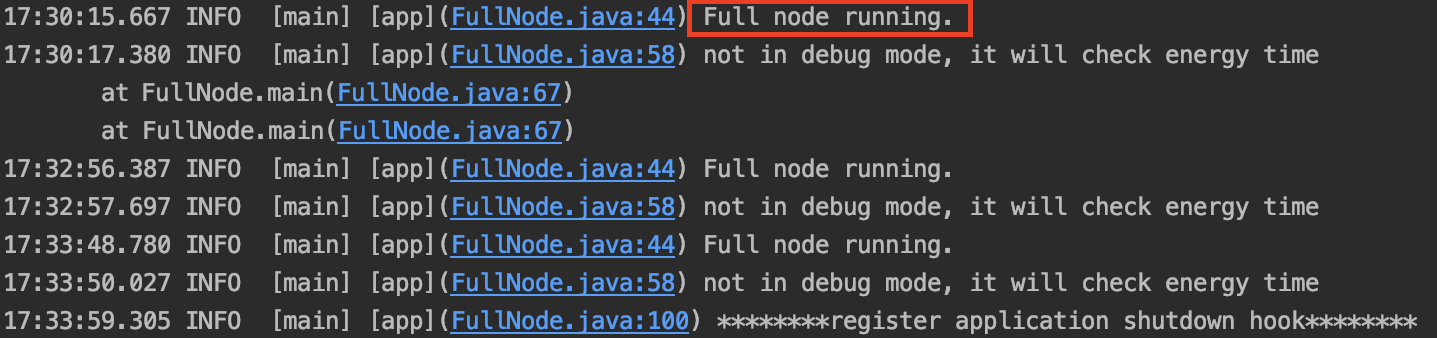 17:30:15.667 INFO  [main] [app](FullNode.java:44) Full node running.
17:30:17.380 INFO  [main] [app](FullNode.java:58) not in debug mode, it will check energy time
at FullNode.main(FullNode.java:67)
at FullNode.main(FullNode.java:67)
17:32:56.387 INFO  [main] [app](FullNode.java:44) Full node running.
17:32:57.697 INFO  [main] [app](FullNode.java:58) not in debug mode, it will check energy time
17:33:48.780 INFO  [main] [app](FullNode.java:44) Full node running.
17:33:50.027 INFO  [main] [app](FullNode.java:58) not in debug mode, it will check energy time
17:33:59.305 INFO  [main] [app](FullNode.java:100) ********register application shutdown hook********